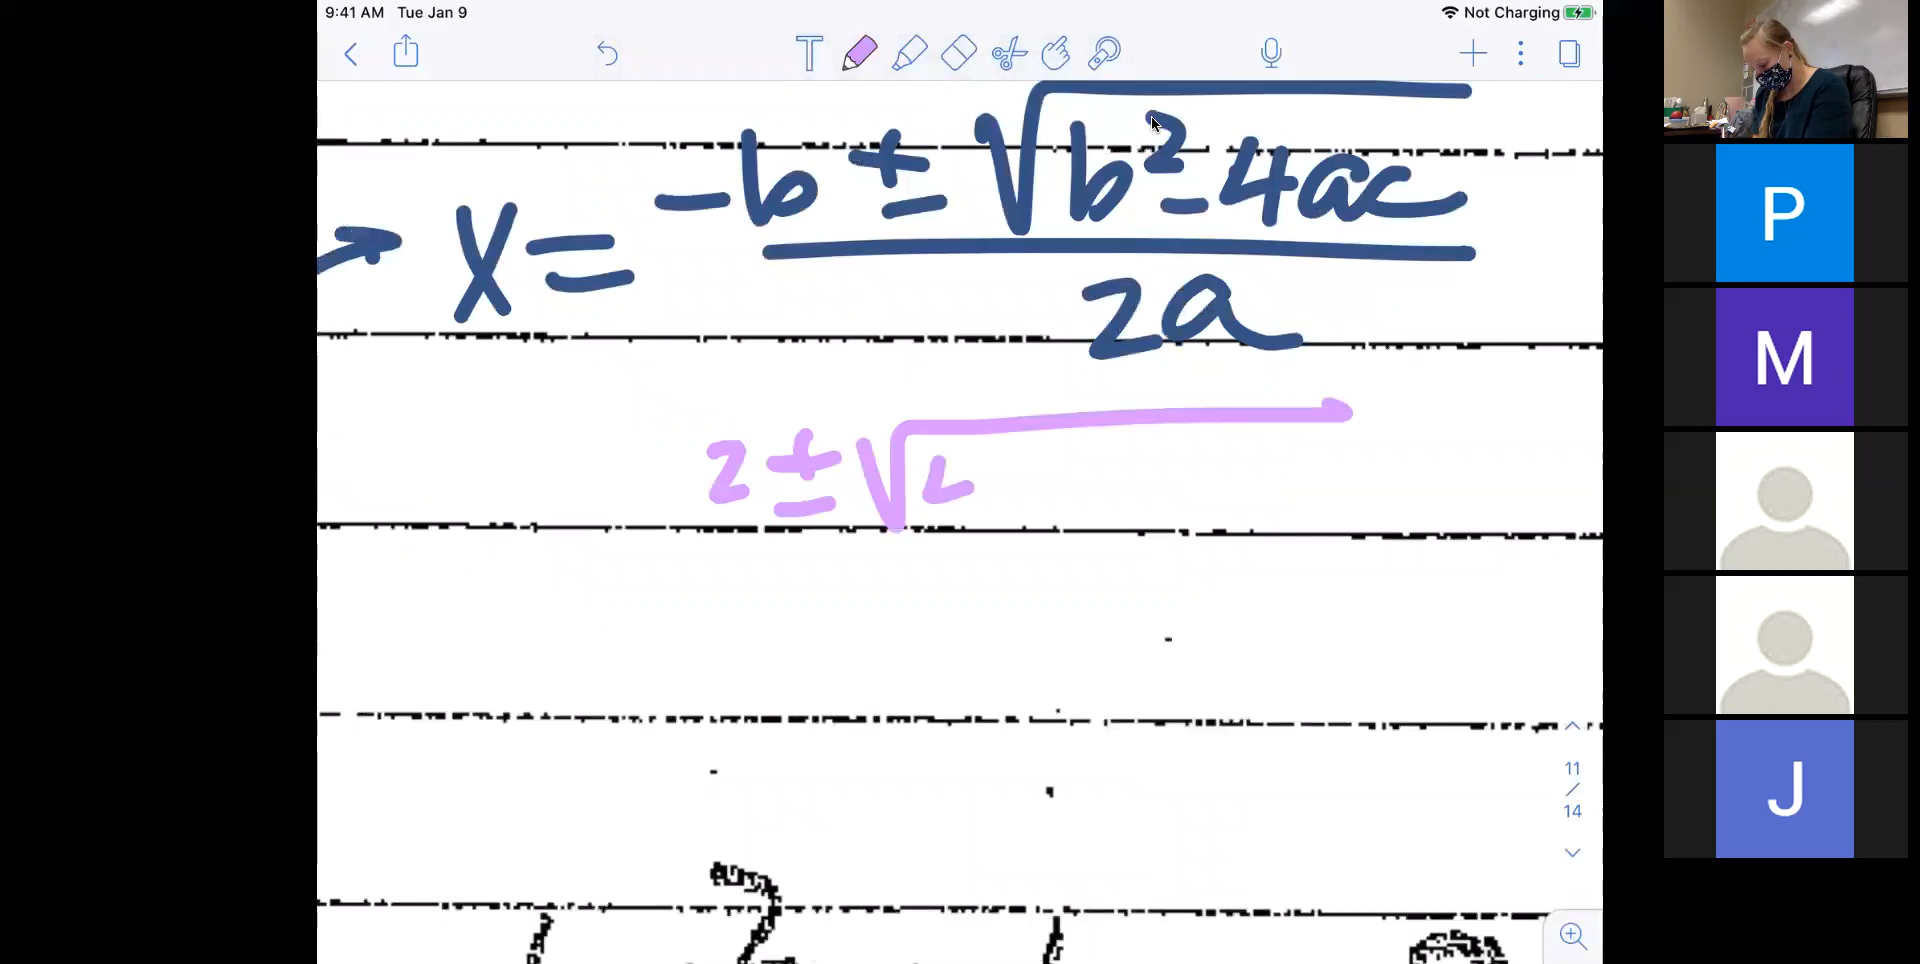 9:41 AM Tue Jan 9
Not Charging
T
→ x = (-b ± √(b² - 4ac)) / 2a
2 ± √
11
/
14
P
M
J